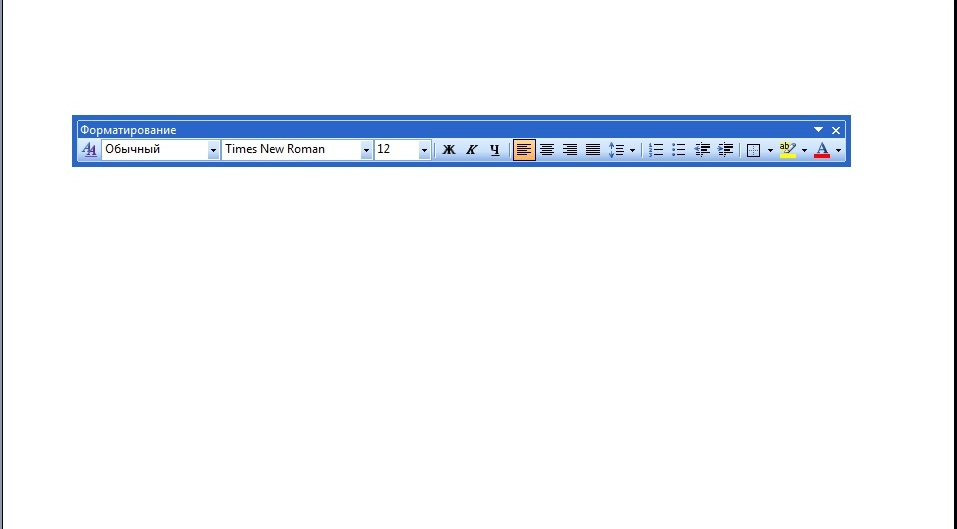 Форматирование
Обычный Times New Roman 12 Ж К Ч